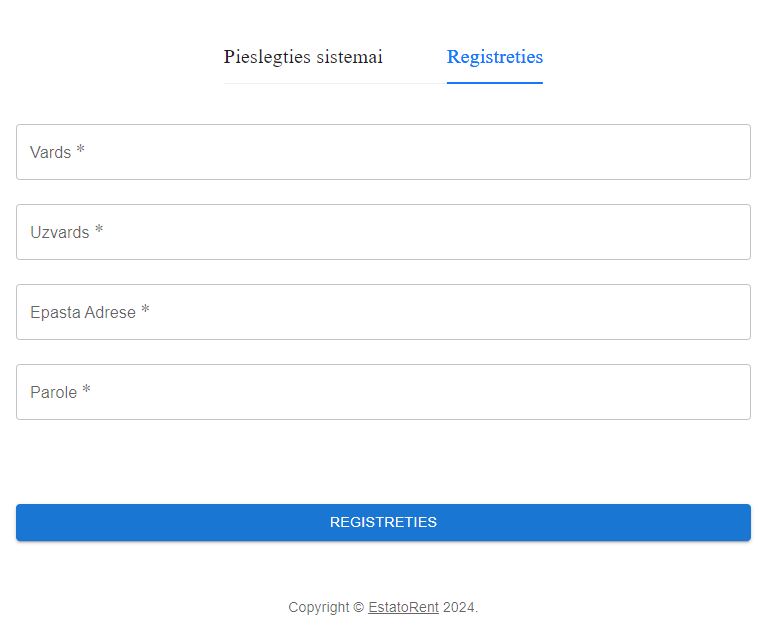 Pieslegties sistemai Registreties
Vards *
Uzvards *
Epasta Adrese *
Parole *
REGISTRETIES
Copyright © EstatoRent 2024.